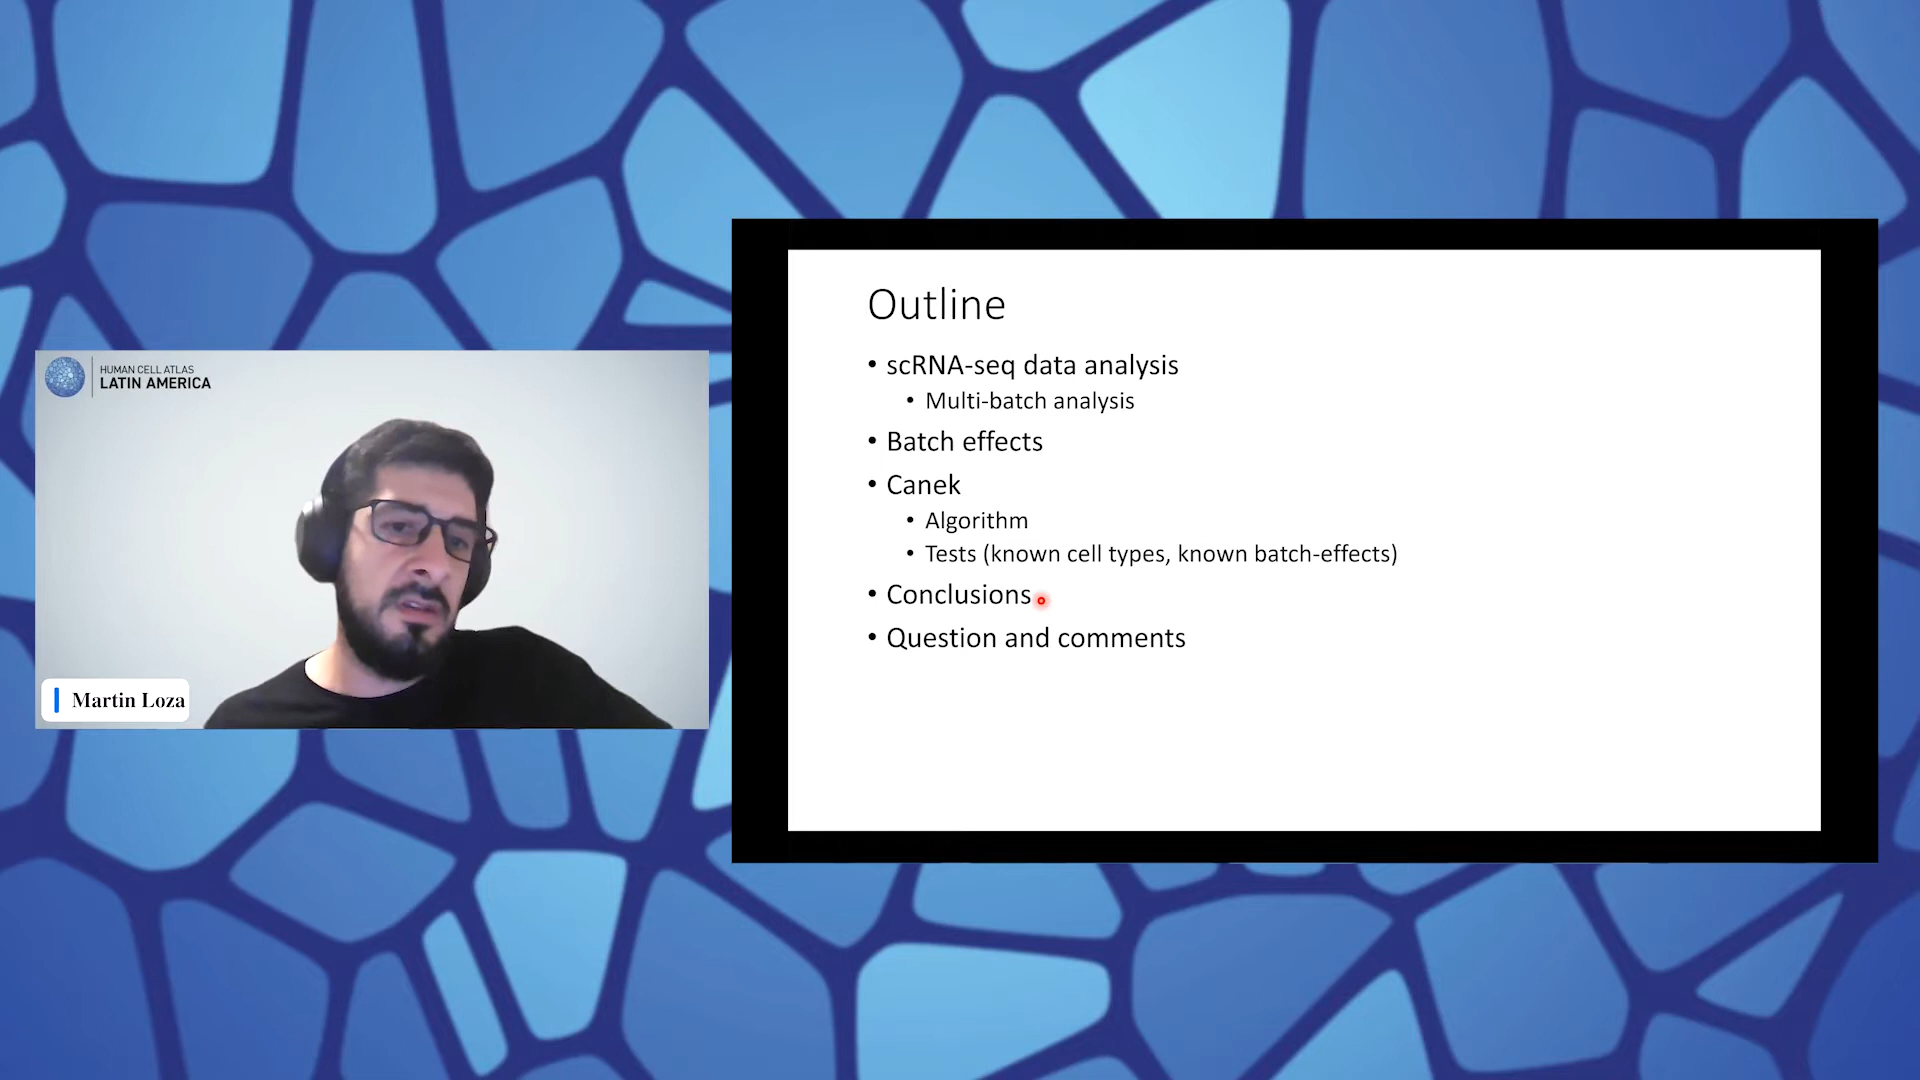 HUMAN CELL ATLAS
LATIN AMERICA
Martin Loza
Outline
• scRNA-seq data analysis
• Multi-batch analysis
• Batch effects
• Canek
• Algorithm
• Tests (known cell types, known batch-effects)
• Conclusions
• Question and comments